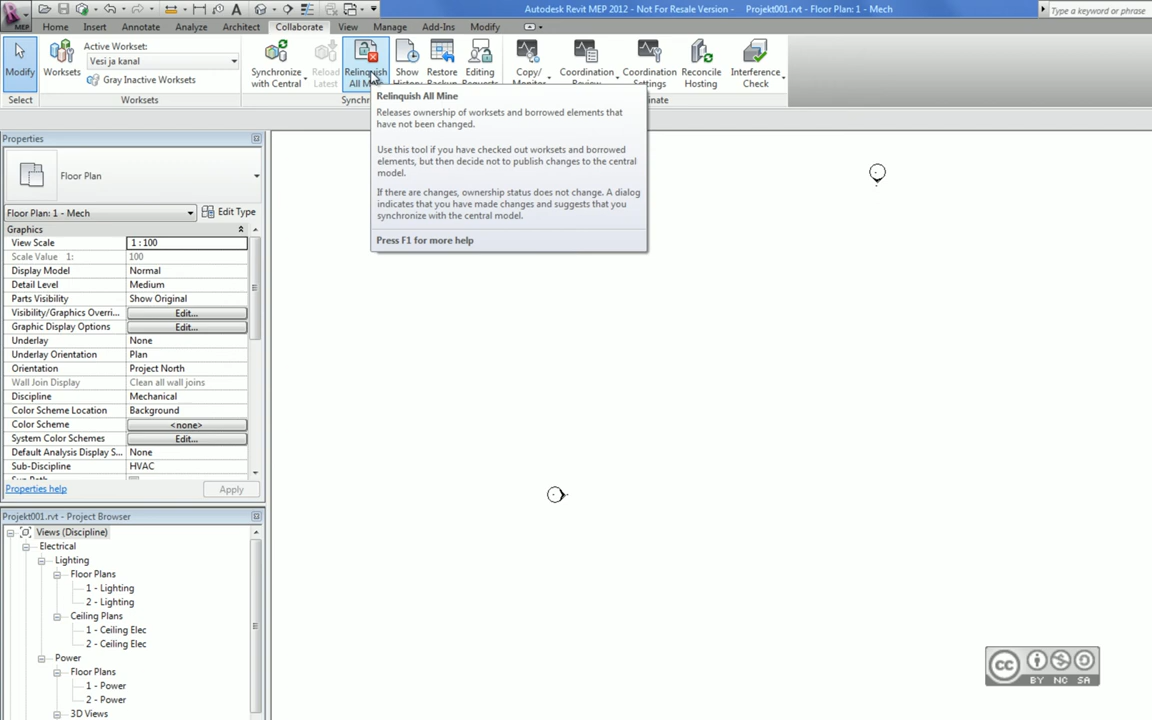 MEP
Autodesk Revit MEP 2012 - Not For Resale Version - Projekt001.rvt - Floor Plan: 1 - Mech
Type a keyword or phrase
Home Insert Annotate Analyze Architect Collaborate View Manage Add-Ins Modify
Modify
Worksets
Active Workset:
Vesi ja kanal
Gray Inactive Worksets
Synchronize with Central
Reload Latest
Relinquish All Mine
Show History
Restore
Editing
Copy/
Coordination
Coordination Settings
Reconcile Hosting
Interference Check
Select Worksets
Relinquish All Mine
Releases ownership of worksets and borrowed elements that
have not been changed.
Use this tool if you have checked out worksets and borrowed
elements, but then decide not to publish changes to the central
model.
If there are changes, ownership status does not change. A dialog
indicates that you have made changes and suggests that you
synchronize with the central model.
Press F1 for more help
Properties
Floor Plan
Floor Plan: 1 - Mech Edit Type
Graphics
View Scale 1 : 100
Scale Value 1: 100
Display Model Normal
Detail Level Medium
Parts Visibility Show Original
Visibility/Graphics Overri... Edit...
Graphic Display Options Edit...
Underlay None
Underlay Orientation Plan
Orientation Project North
Wall Join Display Clean all wall joins
Discipline Mechanical
Color Scheme Location Background
Color Scheme <none>
System Color Schemes Edit...
Default Analysis Display S... None
Sub-Discipline HVAC
Properties help Apply
Projekt001.rvt - Project Browser
Views (Discipline)
Electrical
Lighting
Floor Plans
1 - Lighting
2 - Lighting
Ceiling Plans
1 - Ceiling Elec
2 - Ceiling Elec
Power
Floor Plans
1 - Power
2 - Power
3D Views
cc
BY NC SA